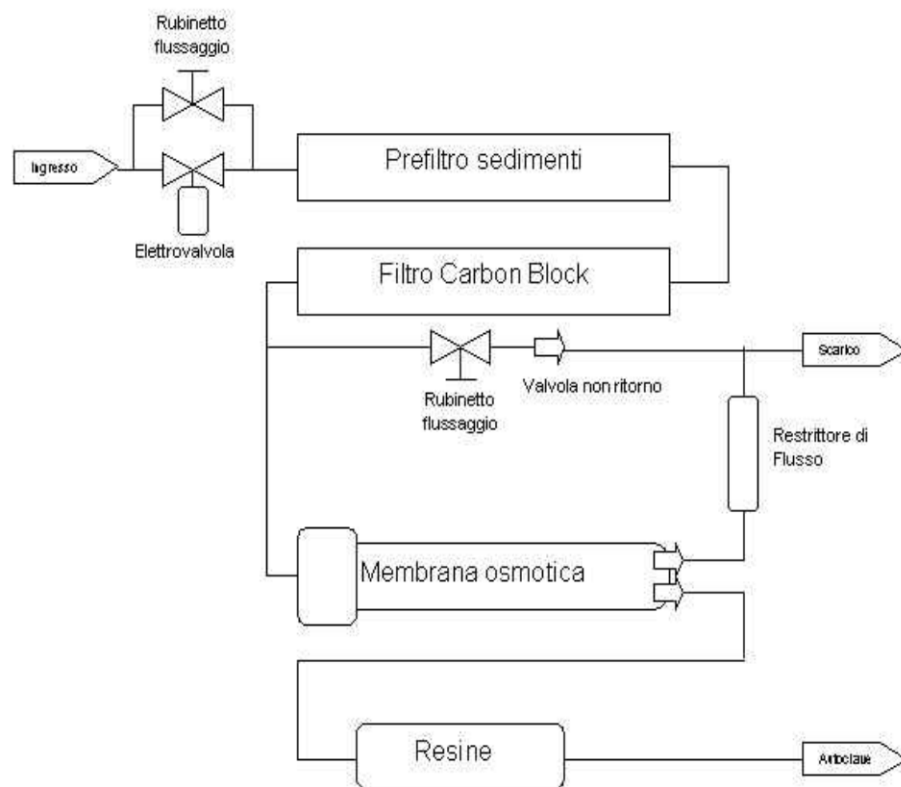 Rubinetto
flussaggio
Ingresso
Prefiltro sedimenti
Elettrovalvola
Filtro Carbon Block
Scarico
Valvola non ritorno
Rubinetto
flussaggio
Restrittore di
Flusso
Membrana osmotica
Resine
Autoclave